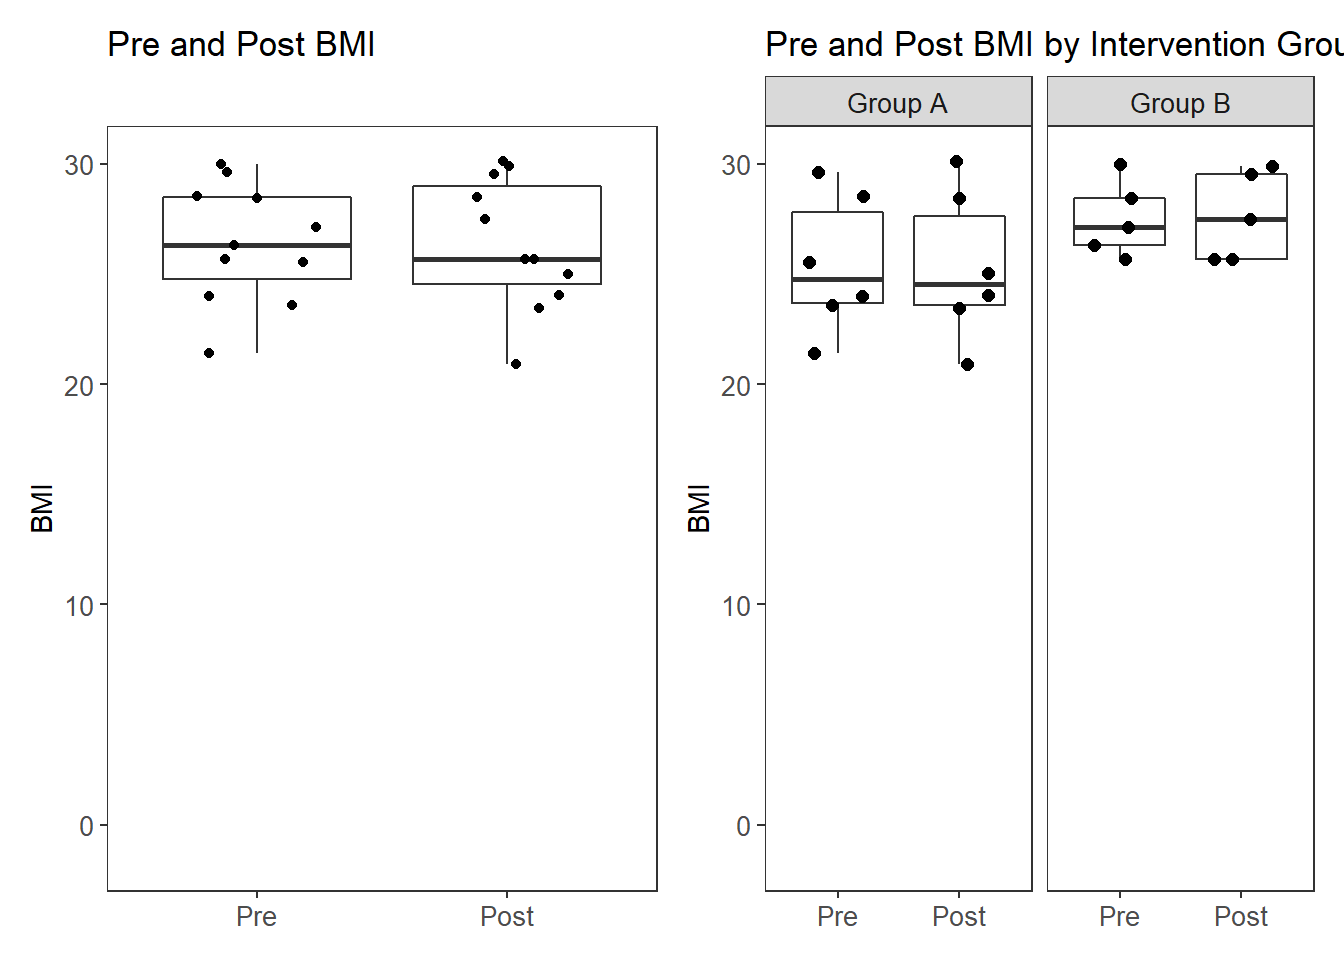 Pre and Post BMI
BMI
30
20
10
0
Pre Post
Pre and Post BMI by Intervention Grou
Group A Group B
BMI
30
20
10
0
Pre Post Pre Post